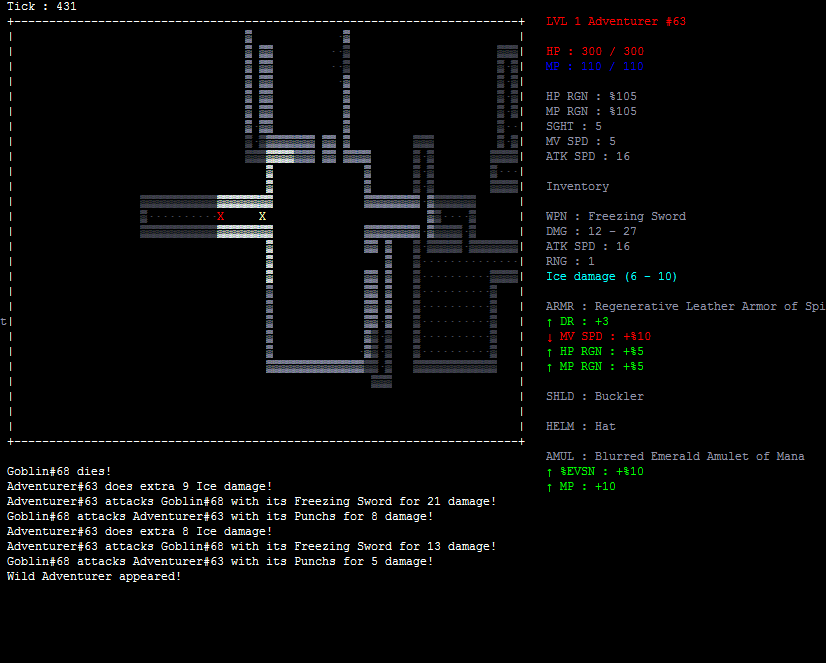 Tick : 431
LVL 1 Adventurer #63
HP : 300 / 300
MP : 110 / 110
HP RGN : %105
MP RGN : %105
SGHT : 5
MV SPD : 5
ATK SPD : 16
Inventory
WPN : Freezing Sword
DMG : 12 - 27
ATK SPD : 16
RNG : 1
Ice damage (6 - 10)
ARMR : Regenerative Leather Armor of Spi
↑ DR : +3
↓ MV SPD : +%10
↑ HP RGN : +%5
↑ MP RGN : +%5
SHLD : Buckler
HELM : Hat
AMUL : Blurred Emerald Amulet of Mana
↑ %EVSN : +%10
↑ MP : +10
X X
t
Goblin#68 dies!
Adventurer#63 does extra 9 Ice damage!
Adventurer#63 attacks Goblin#68 with its Freezing Sword for 21 damage!
Goblin#68 attacks Adventurer#63 with its Punchs for 8 damage!
Adventurer#63 does extra 8 Ice damage!
Adventurer#63 attacks Goblin#68 with its Freezing Sword for 13 damage!
Goblin#68 attacks Adventurer#63 with its Punchs for 5 damage!
Wild Adventurer appeared!